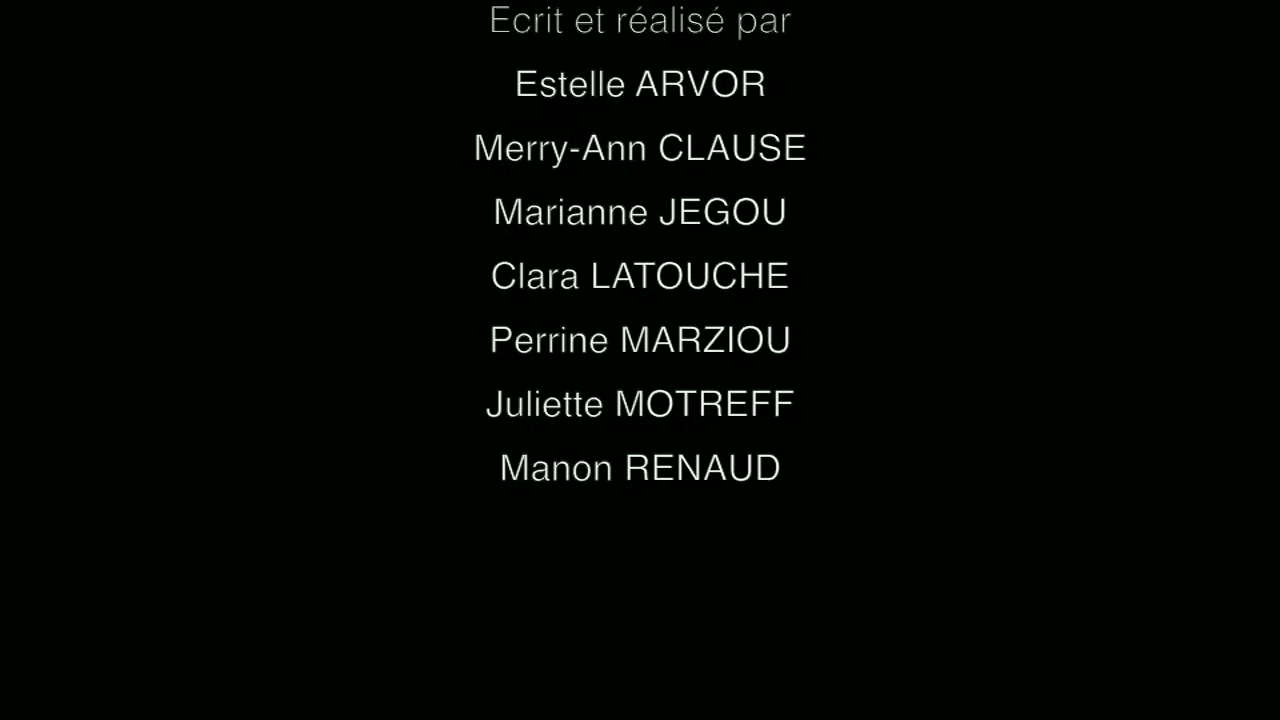 Ecrit et réalisé par
Estelle ARVOR
Merry-Ann CLAUSE
Marianne JEGOU
Clara LATOUCHE
Perrine MARZIOU
Juliette MOTREFF
Manon RENAUD